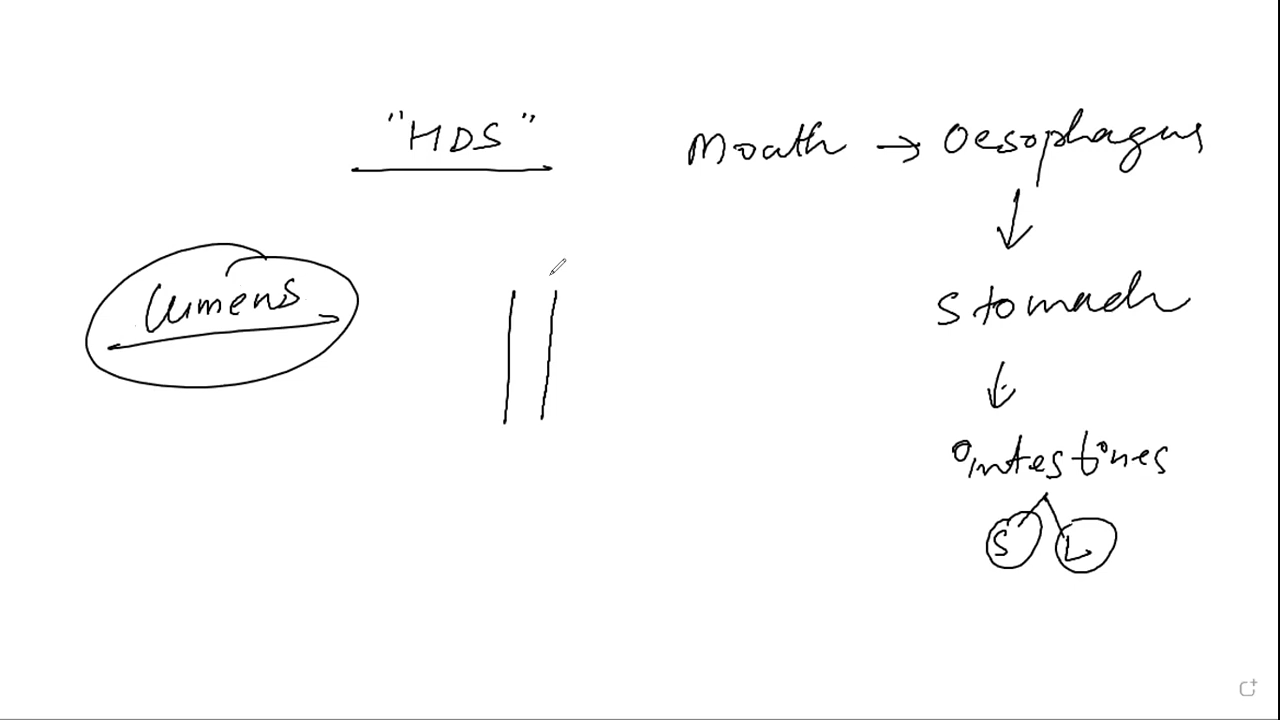 "HDS"
Mouth → Oesophagus
↓
Stomach
↓
intestines
S L
lumens